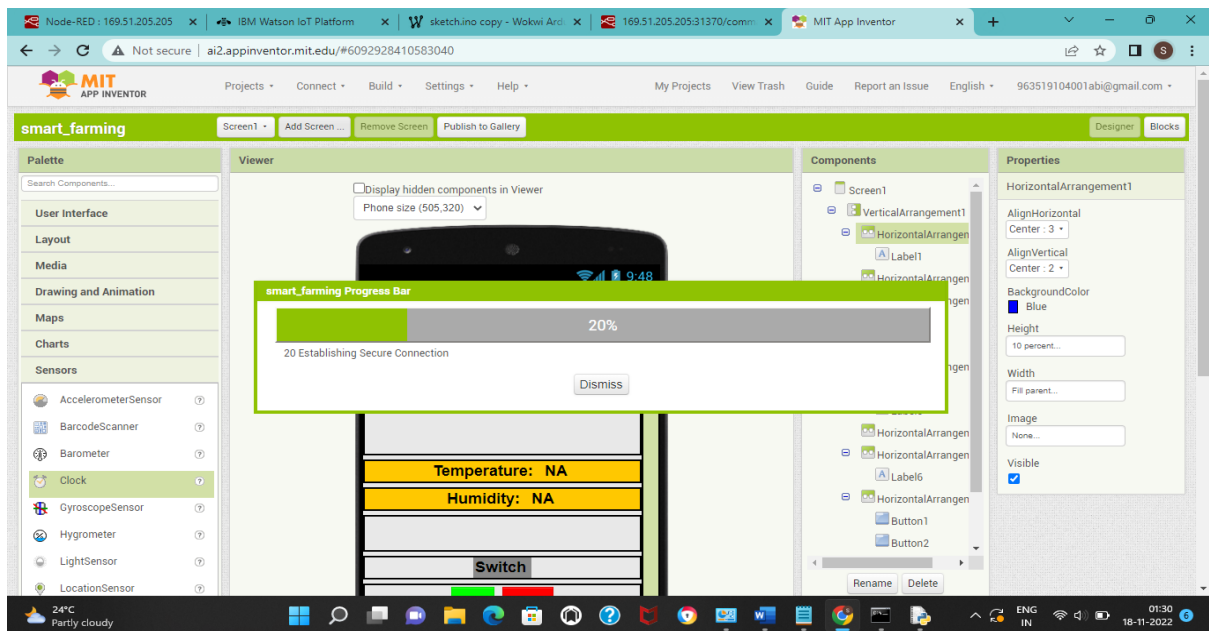 Node-RED : 169.51.205.205
IBM Watson IoT Platform
sketch.ino copy - Wokwi Ardi
169.51.205.205:31370/comm
MIT App Inventor
Not secure
ai2.appinventor.mit.edu/#6092928410583040
S
MIT
APP INVENTOR
Projects
Connect
Build
Settings
Help
My Projects
View Trash
Guide
Report an Issue
English
963519104001abi@gmail.com
smart_farming
Screen1
Add Screen ...
Remove Screen
Publish to Gallery
Designer
Blocks
Palette
Search Components...
User Interface
Layout
Media
Drawing and Animation
Maps
Charts
Sensors
AccelerometerSensor
BarcodeScanner
Barometer
Clock
GyroscopeSensor
Hygrometer
LightSensor
LocationSensor
Viewer
Display hidden components in Viewer
Phone size (505,320)
9:48
smart_farming Progress Bar
20%
20 Establishing Secure Connection
Dismiss
Temperature: NA
Humidity: NA
Switch
Components
Screen1
VerticalArrangement1
HorizontalArrangen
Label1
HorizontalArrangen
ngen
ngen
HorizontalArrangen
HorizontalArrangen
Label6
HorizontalArrangen
Button1
Button2
Rename
Delete
Properties
HorizontalArrangement1
AlignHorizontal
Center : 3
AlignVertical
Center : 2
BackgroundColor
Blue
Height
10 percent...
Width
Fill parent...
Image
None...
Visible
24°C
Partly cloudy
ENG
IN
01:30
18-11-2022
6